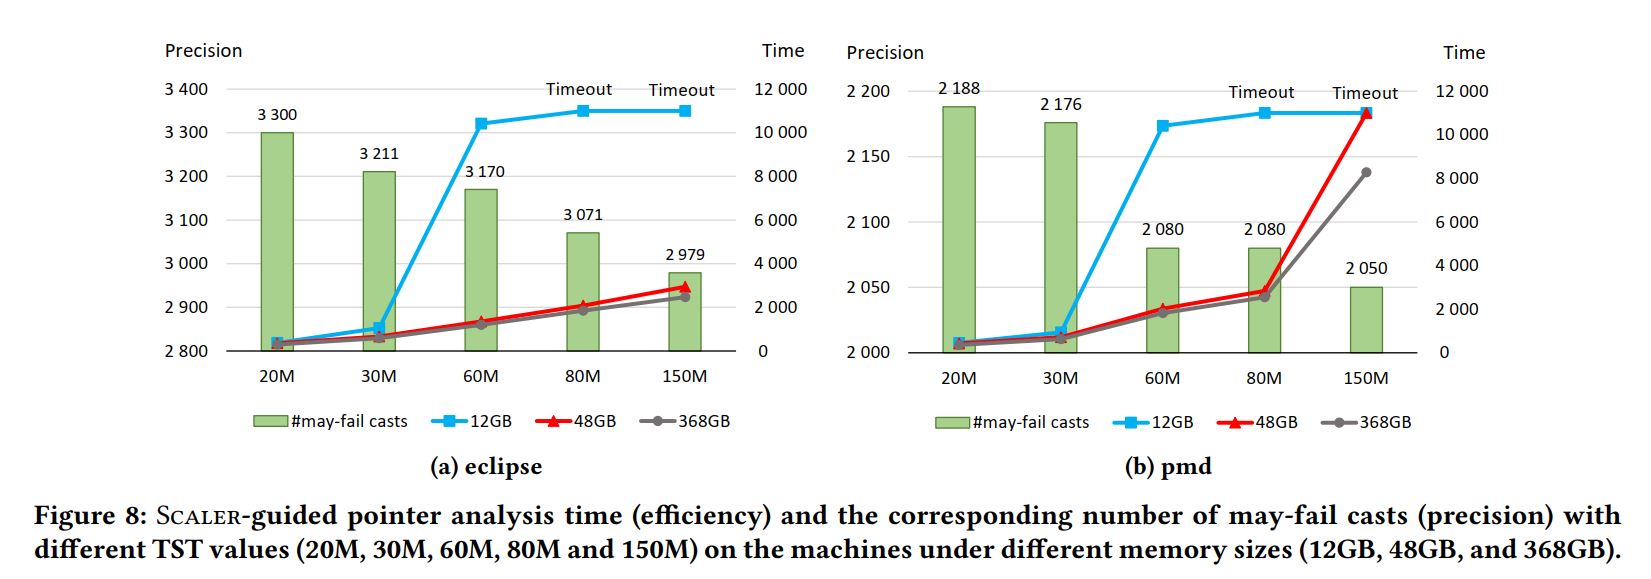 Precision
Time
3 400
3 300
3 200
3 100
3 000
2 900
2 800
12 000
10 000
8 000
6 000
4 000
2 000
0
3 300
3 211
3 170
3 071
2 979
Timeout
Timeout
20M
30M
60M
80M
150M
#may-fail casts
12GB
48GB
368GB
(a) eclipse
Precision
Time
2 200
2 150
2 100
2 050
2 000
12 000
10 000
8 000
6 000
4 000
2 000
0
2 188
2 176
2 080
2 080
2 050
Timeout
Timeout
20M
30M
60M
80M
150M
#may-fail casts
12GB
48GB
368GB
(b) pmd
Figure 8: SCALER-guided pointer analysis time (efficiency) and the corresponding number of may-fail casts (precision) with
different TST values (20M, 30M, 60M, 80M and 150M) on the machines under different memory sizes (12GB, 48GB, and 368GB).